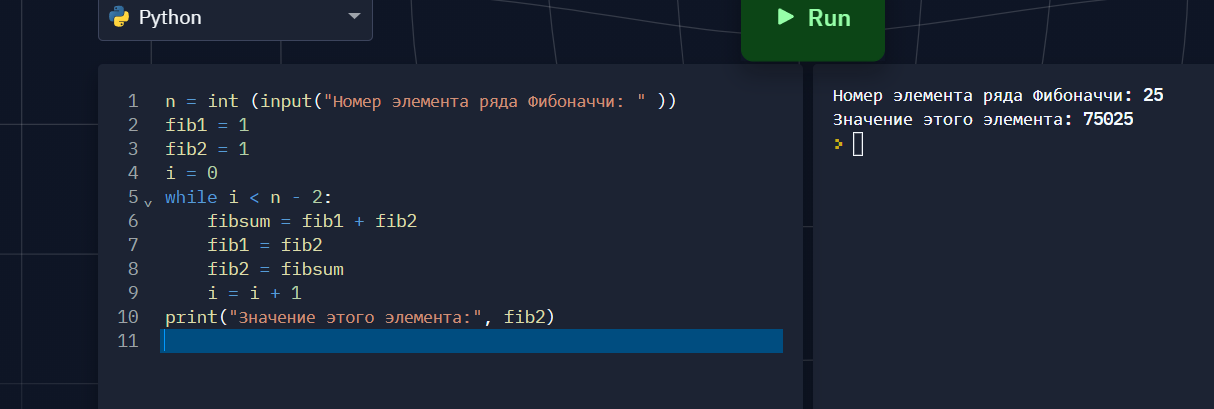 Python
Run
1 n = int (input("Номер элемента ряда Фибоначчи: " ))
2 fib1 = 1
3 fib2 = 1
4 i = 0
5 while i < n - 2:
6     fibsum = fib1 + fib2
7     fib1 = fib2
8     fib2 = fibsum
9     i = i + 1
10 print("Значение этого элемента:", fib2)
11
Номер элемента ряда Фибоначчи: 25
Значение этого элемента: 75025